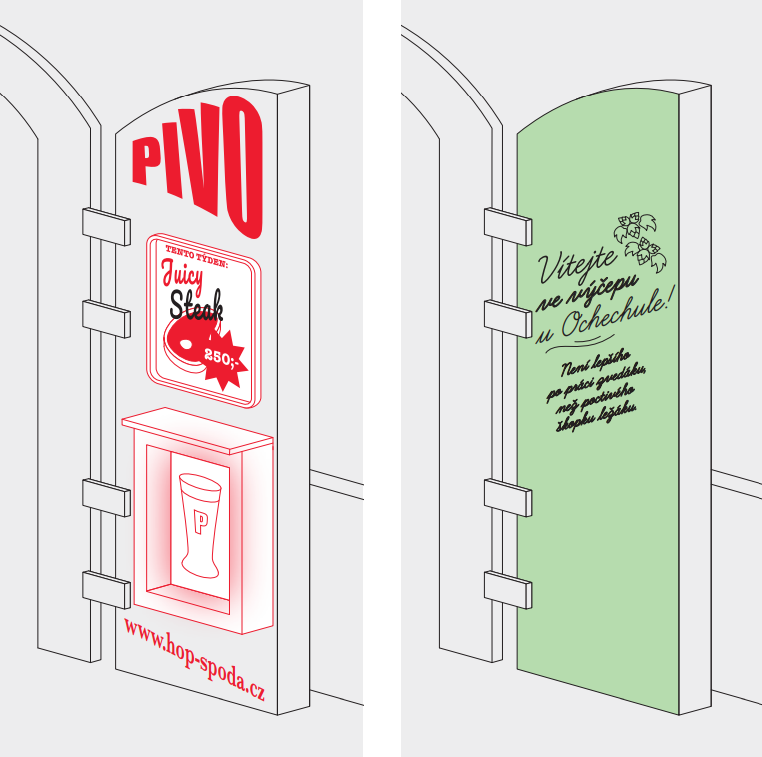 PIVO
TENTO TÝDEN:
Juicy
Steak
250;-
P
www.hop-spoda.cz
Vítejte
ve výčepu
u Ochechule!
Není lepšího
po práci zvedáku,
než poctivého
škopku ležáku.